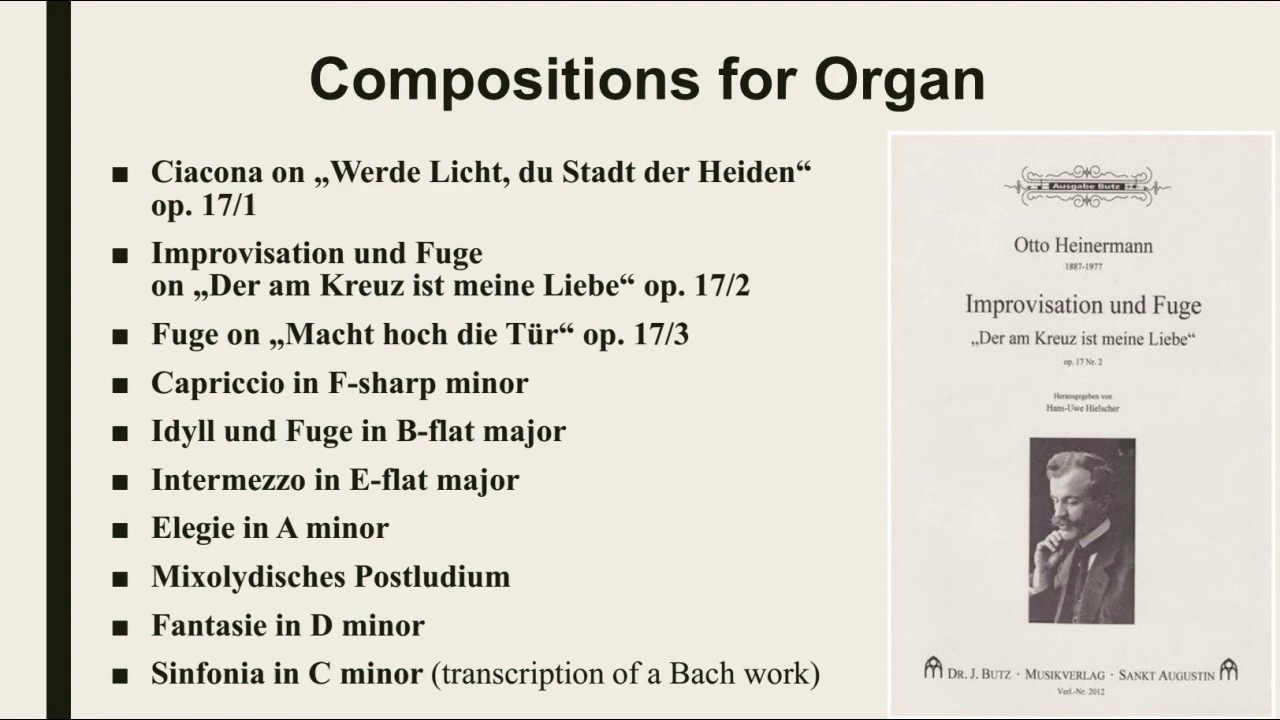 Compositions for Organ
■ Ciacona on „Werde Licht, du Stadt der Heiden“
op. 17/1
■ Improvisation und Fuge
on „Der am Kreuz ist meine Liebe“ op. 17/2
■ Fuge on „Macht hoch die Tür“ op. 17/3
■ Capriccio in F-sharp minor
■ Idyll und Fuge in B-flat major
■ Intermezzo in E-flat major
■ Elegie in A minor
■ Mixolydisches Postludium
■ Fantasie in D minor
■ Sinfonia in C minor (transcription of a Bach work)
Ausgabe Butz
Otto Heinermann
1887-1977
Improvisation und Fuge
„Der am Kreuz ist meine Liebe“
op. 17 Nr. 2
Herausgegeben von
Hans-Uwe Hielscher
DR. J. BUTZ · MUSIKVERLAG · SANKT AUGUSTIN
Verl.-Nr. 2012